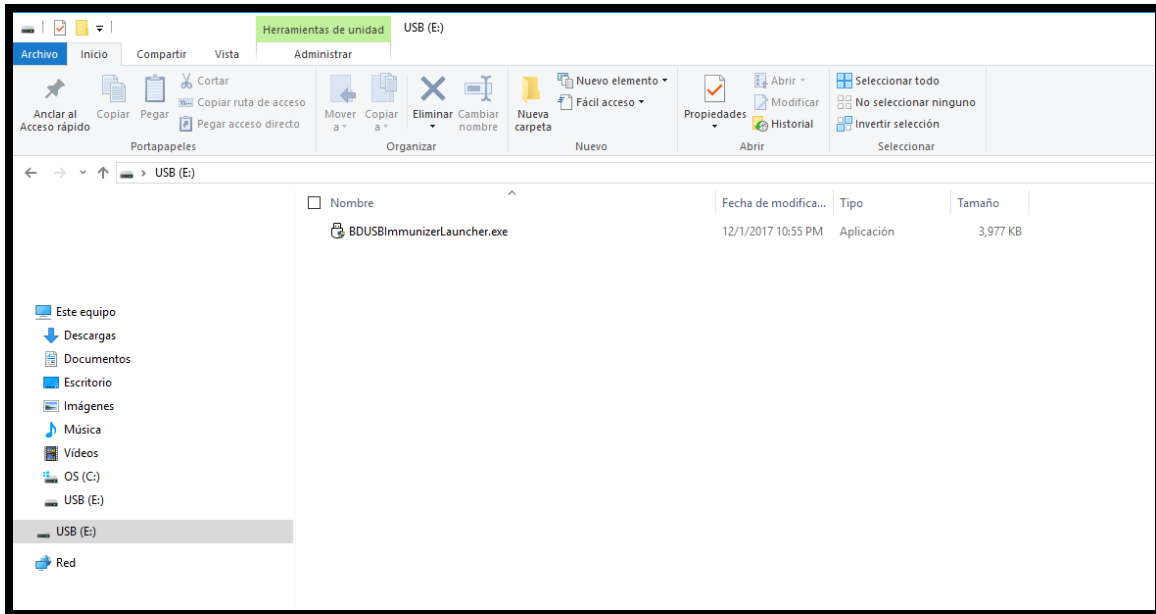 Herramientas de unidad USB (E:)
Archivo Inicio Compartir Vista Administrar
Anclar al
Acceso rápido
Copiar
Pegar
Cortar
Copiar ruta de acceso
Pegar acceso directo
Portapapeles
Mover
a
Copiar
a
Eliminar
Cambiar
nombre
Organizar
Nueva
carpeta
Nuevo elemento
Fácil acceso
Nuevo
Propiedades
Abrir
Modificar
Historial
Abrir
Seleccionar todo
No seleccionar ninguno
Invertir selección
Seleccionar
USB (E:)
Nombre Fecha de modifica... Tipo Tamaño
BDUSBImmunizerLauncher.exe 12/1/2017 10:55 PM Aplicación 3,977 KB
Este equipo
Descargas
Documentos
Escritorio
Imágenes
Música
Vídeos
OS (C:)
USB (E:)
USB (E:)
Red